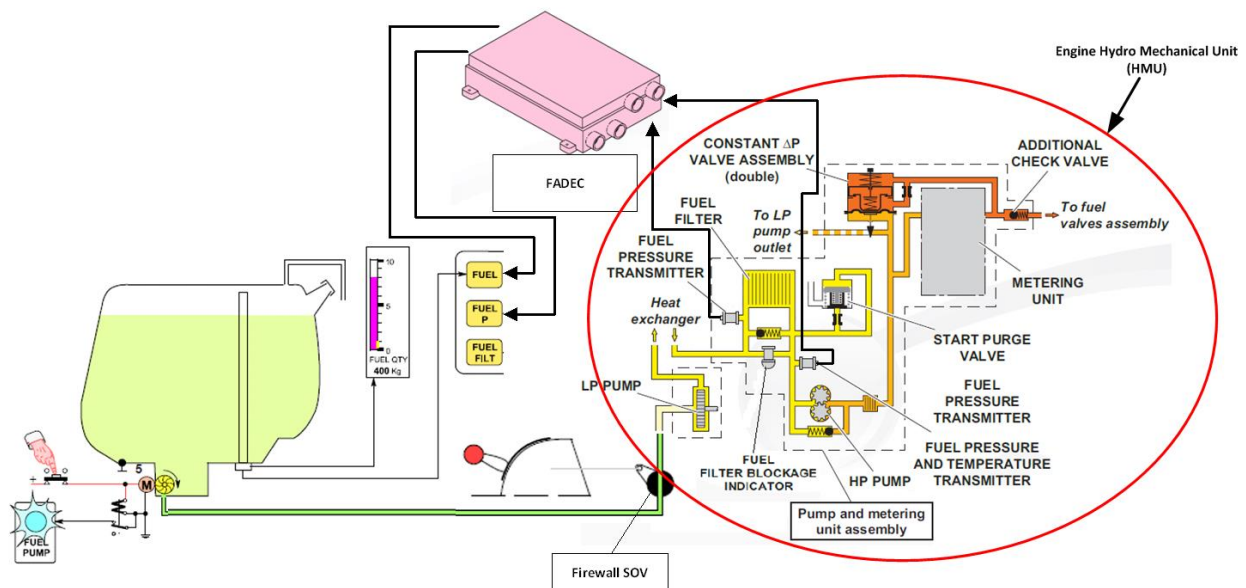 Engine Hydro Mechanical Unit
(HMU)
FADEC
CONSTANT ΔP
VALVE ASSEMBLY
(double)
ADDITIONAL
CHECK VALVE
FUEL
FILTER
To LP
pump
outlet
To fuel
valves assembly
FUEL
PRESSURE
TRANSMITTER
METERING
UNIT
Heat
exchanger
START PURGE
VALVE
10
5
0
FUEL QTY
400 Kg
FUEL
FUEL
P
FUEL
FILT
LP PUMP
FUEL
PRESSURE
TRANSMITTER
FUEL
FILTER BLOCKAGE
INDICATOR
HP PUMP
FUEL PRESSURE
AND TEMPERATURE
TRANSMITTER
Pump and metering
unit assembly
5
+
M
FUEL
PUMP
Firewall SOV